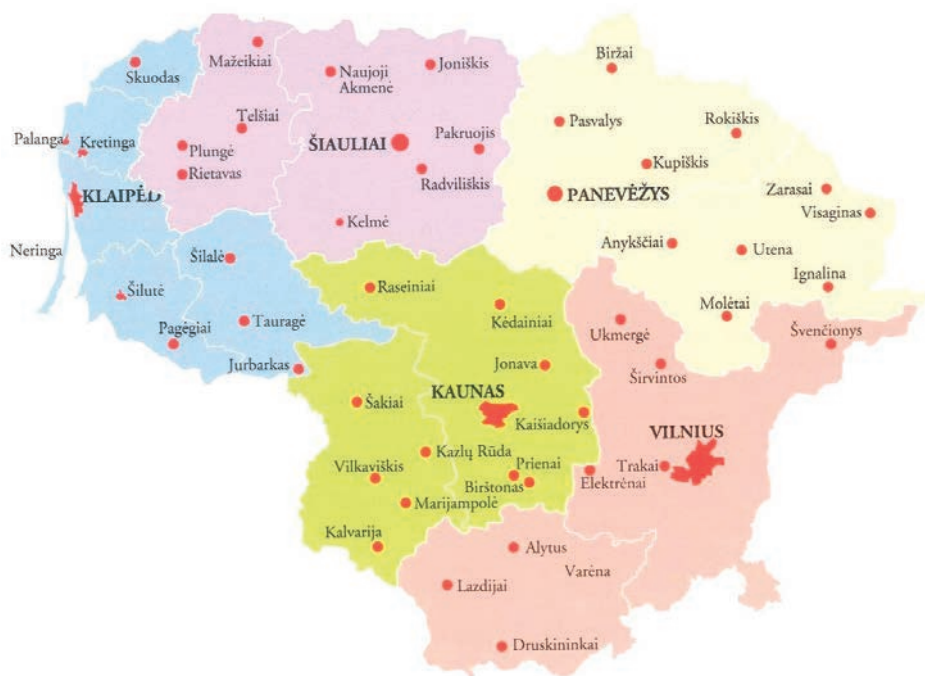 Biržai
Mažeikiai
Skuodas
Naujoji
Akmenė
Joniškis
Telšiai
Pasvalys
Rokiškis
Palanga
Kretinga
Plungė
ŠIAULIAI
Pakruojis
Kupiškis
Rietavas
Radviliškis
KLAIPĖD
PANEVĖŽYS
Zarasai
Visaginas
Kelmė
Neringa
Šilalė
Anykščiai
Utena
Ignalina
Raseiniai
Šilutė
Kėdainiai
Molėtai
Pagėgiai
Tauragė
Ukmergė
Švenčionys
Jurbarkas
Jonava
Širvintos
KAUNAS
Šakiai
Kaišiadorys
VILNIUS
Kazlų Rūda
Vilkaviškis
Prienai
Trakai
Birštonas
Elektrėnai
Marijampolė
Kalvarija
Alytus
Varėna
Lazdijai
Druskininkai